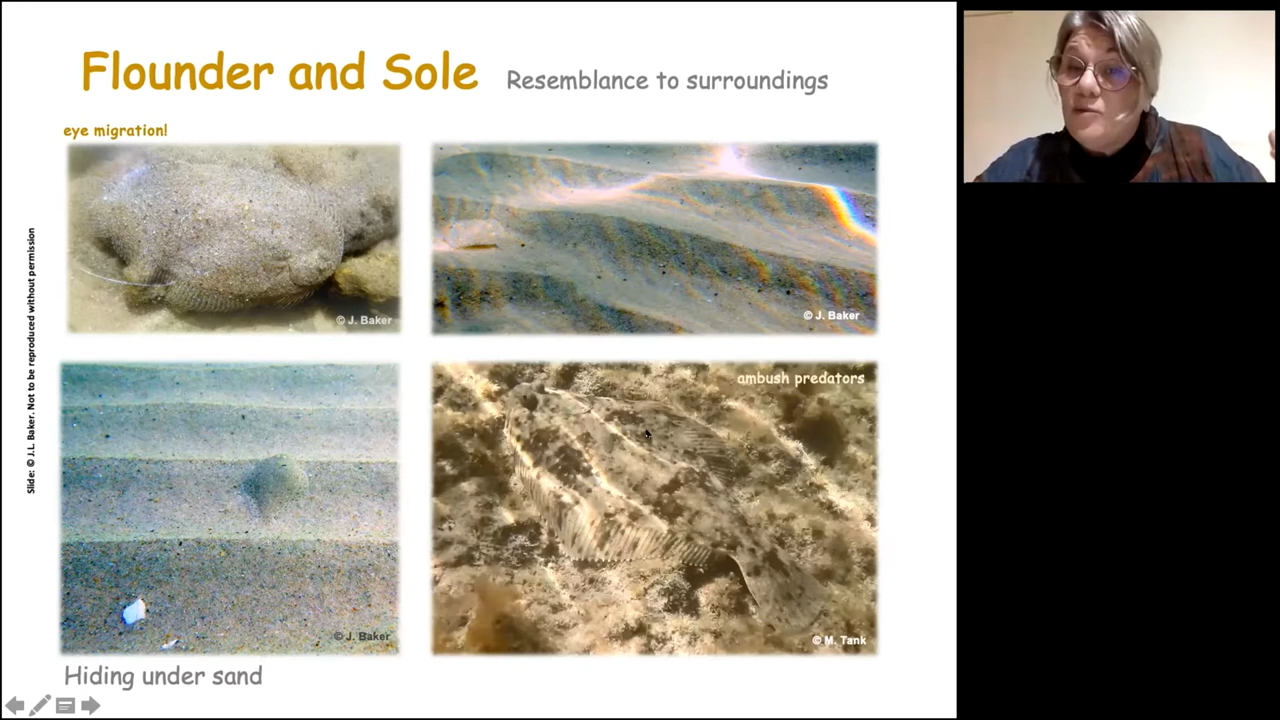 Flounder and Sole
Resemblance to surroundings
eye migration!
Slide: © J.L. Baker. Not to be reproduced without permission
© J. Baker
© J. Baker
ambush predators
© J. Baker
© M. Tank
Hiding under sand